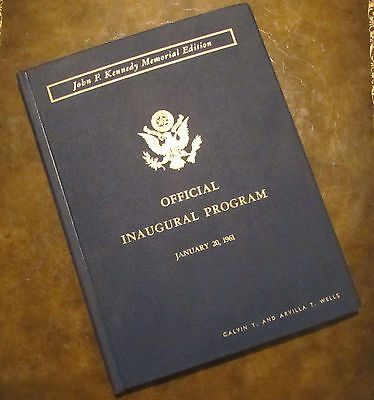 John F. Kennedy Memorial Edition
OFFICIAL
INAUGURAL PROGRAM
JANUARY 20, 1961
CALVIN Y. AND ARVILLA T. WELLS